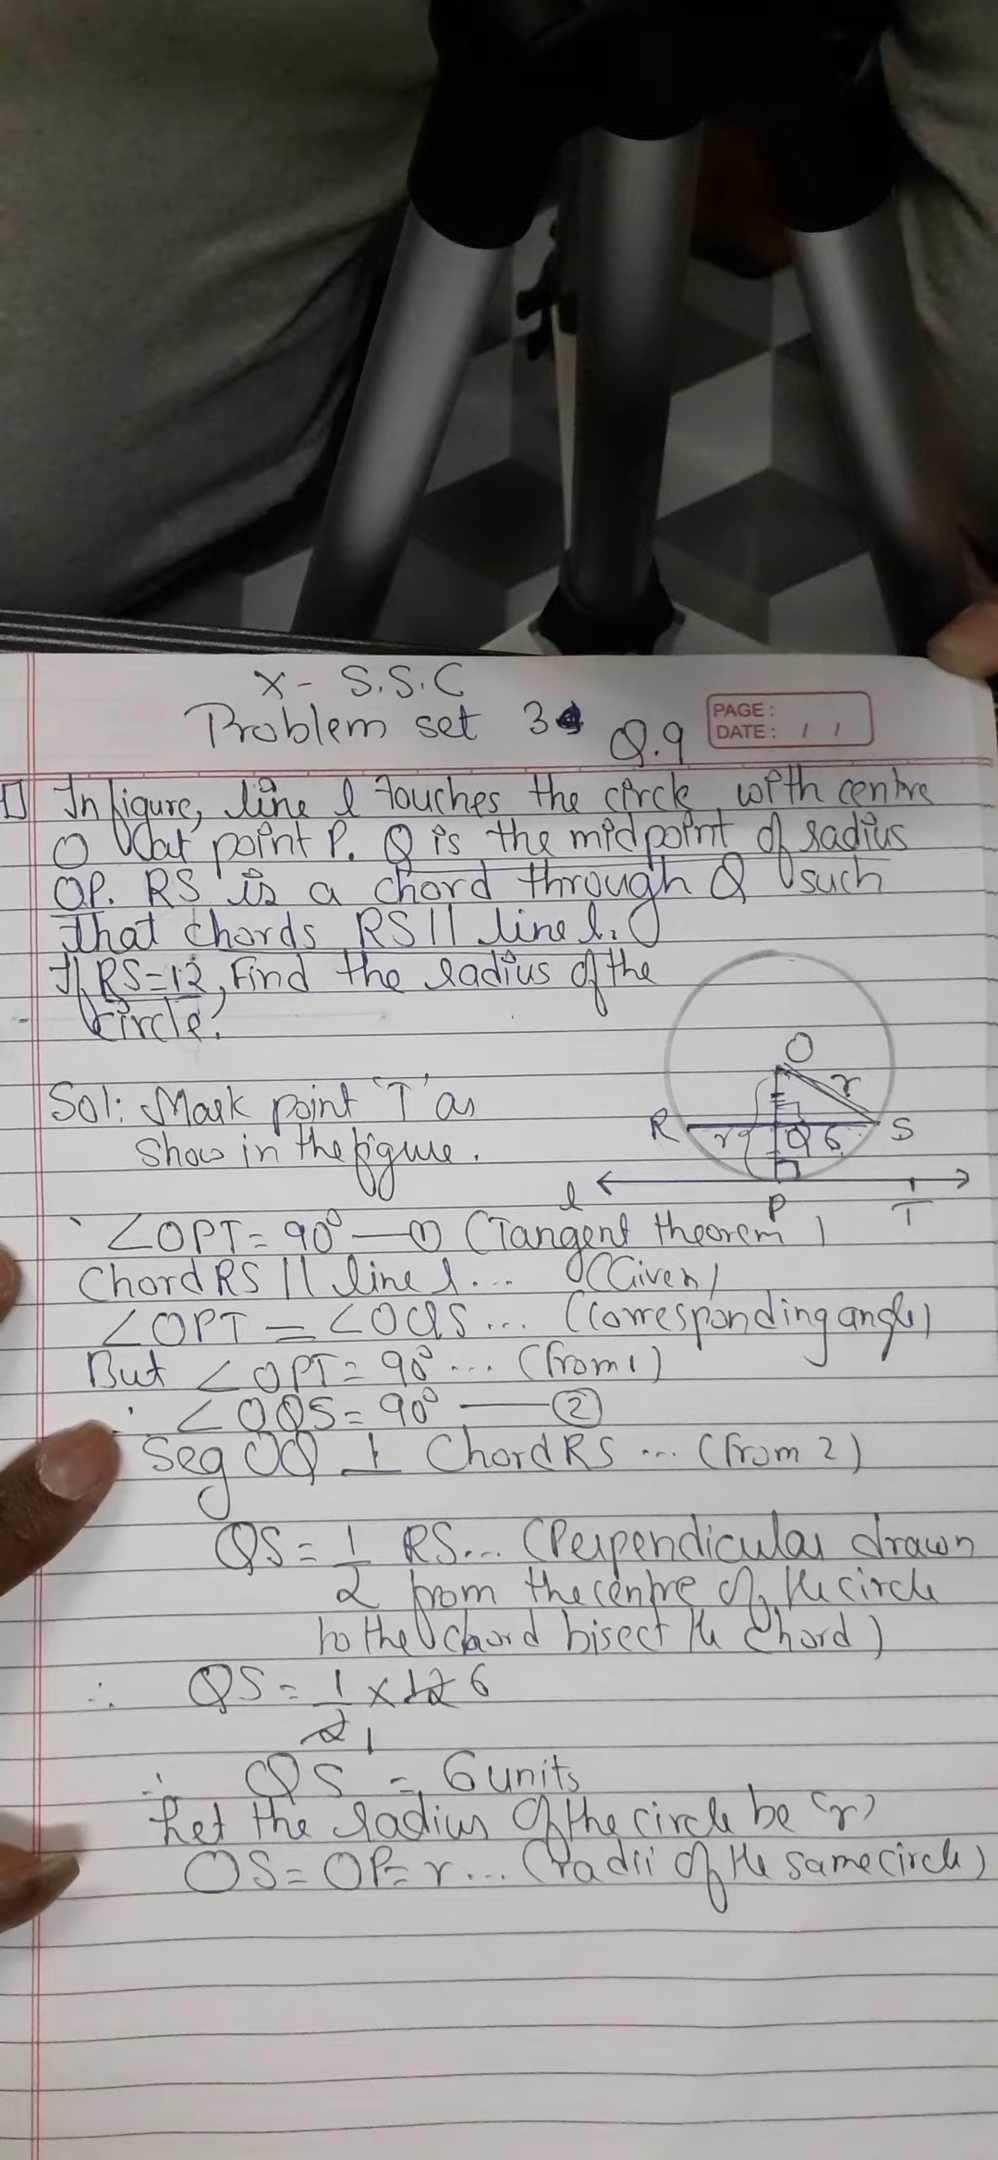 X - S.S.C
Problem set 3
Q.9
PAGE :
DATE : / /
In figure, line l touches the circle with centre
O at point P. Q is the midpoint of radius
OP. RS is a chord through Q such
that chords RS || line l.
If RS=12, Find the radius of the
circle.
O
r
R
r
Q
6
S
l
P
T
Sol: Mark point 'T' as
Show in the figure.
∠OPT = 90° — ① (Tangent theorem)
Chord RS || line l... (Given)
∠OPT = ∠OQS ... (Corresponding angle)
But ∠OPT = 90° ... (from 1)
∴ ∠OQS = 90° — ②
Seg OQ ⊥ Chord RS ... (from 2)
QS = 1/2 RS... (Perpendicular drawn
from the centre of the circle
to the chord bisect the chord)
∴ QS = 1/2 1 × 12 6
∴ QS = 6 units
Let the radius of the circle be 'r'
OS = OP = r ... (radii of the same circle)